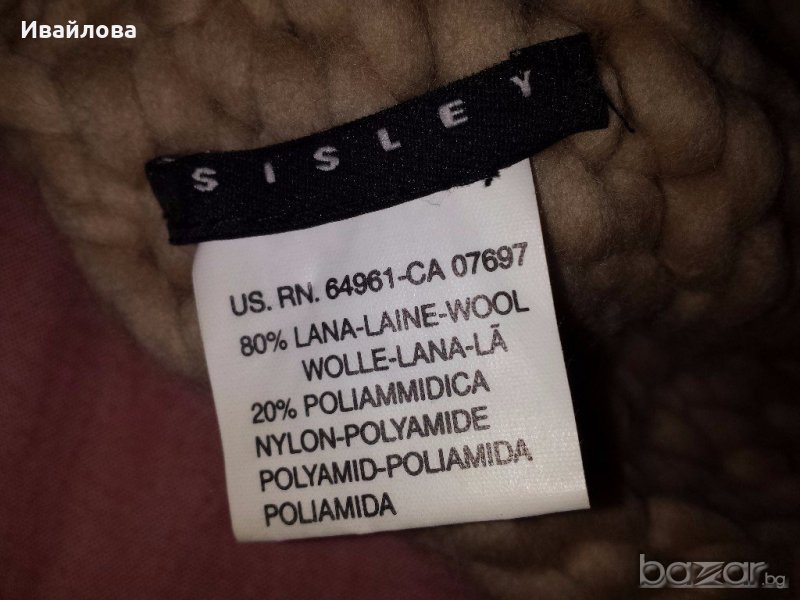 Ивайлова
SISLEY
US. RN. 64961-CA 07697
80% LANA-LAINE-WOOL
WOLLE-LANA-LÃ
20% POLIAMMIDICA
NYLON-POLYAMIDE
POLYAMID-POLIAMIDA
POLIAMIDA
bazar.bg